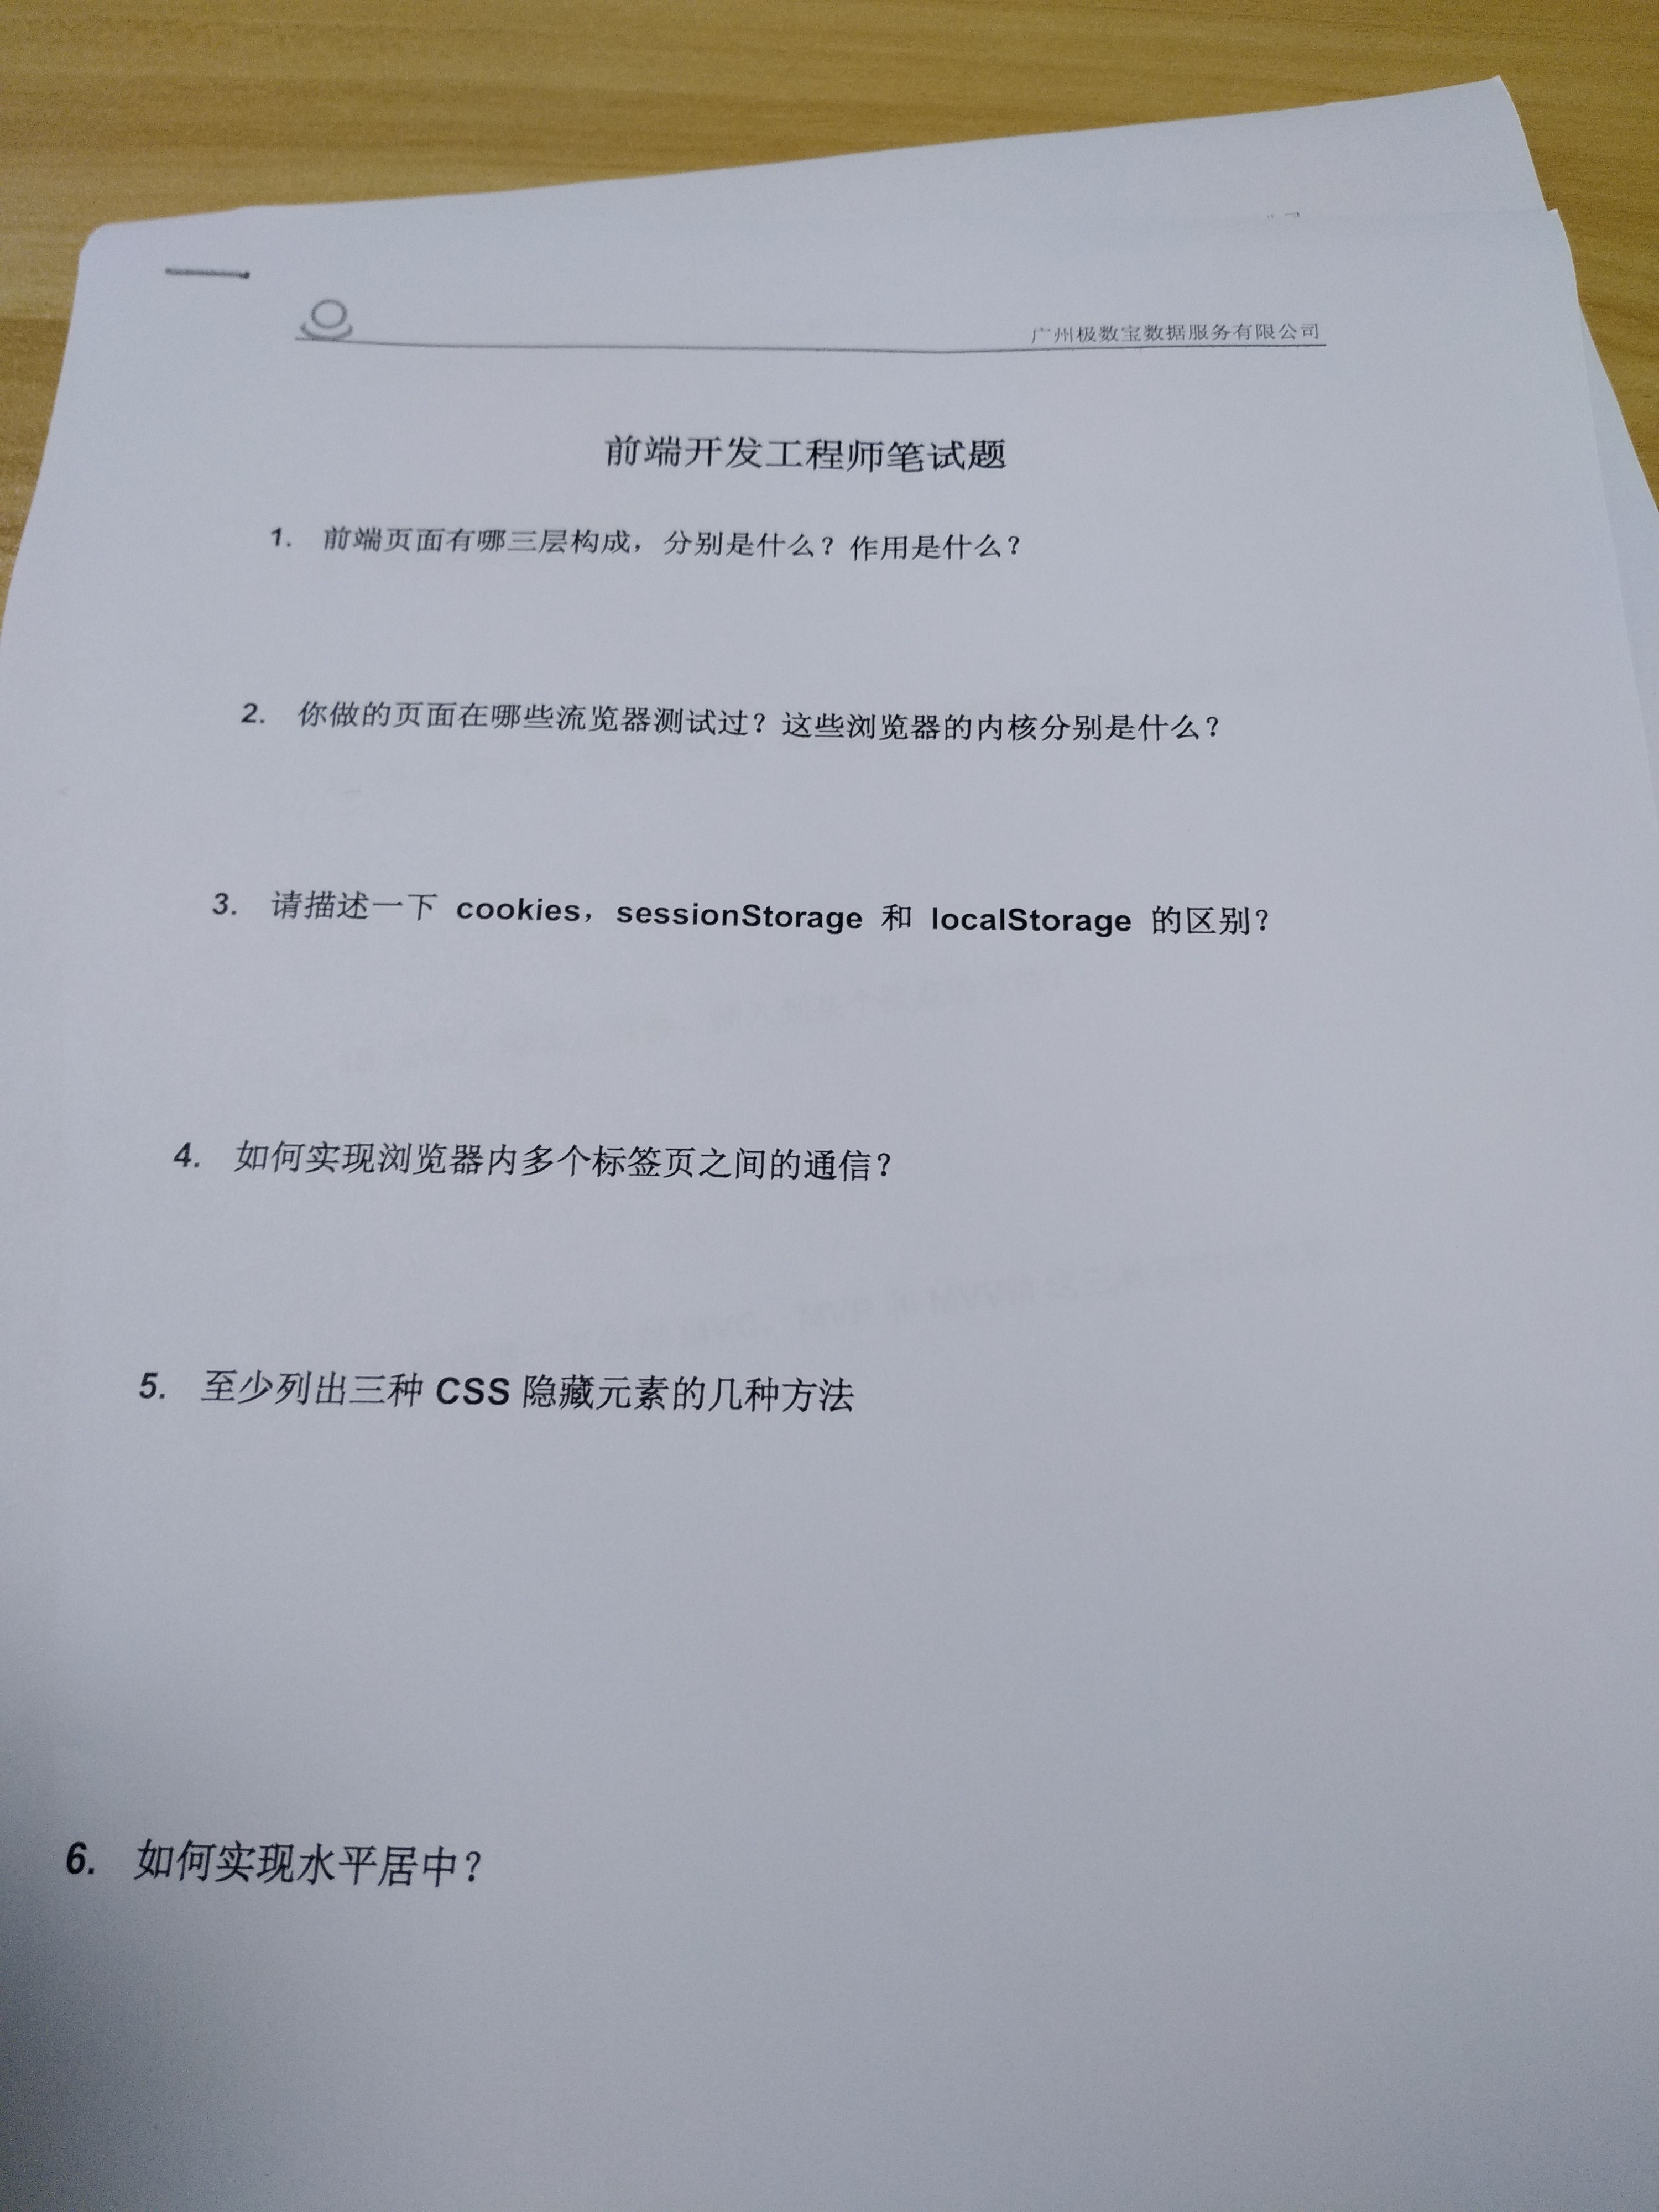 广州极数宝数据服务有限公司
前端开发工程师笔试题
1. 前端页面有哪三层构成，分别是什么？作用是什么？
2. 你做的页面在哪些流览器测试过？这些浏览器的内核分别是什么？
3. 请描述一下 cookies，sessionStorage 和 localStorage 的区别？
4. 如何实现浏览器内多个标签页之间的通信？
5. 至少列出三种 CSS 隐藏元素的几种方法
6. 如何实现水平居中？